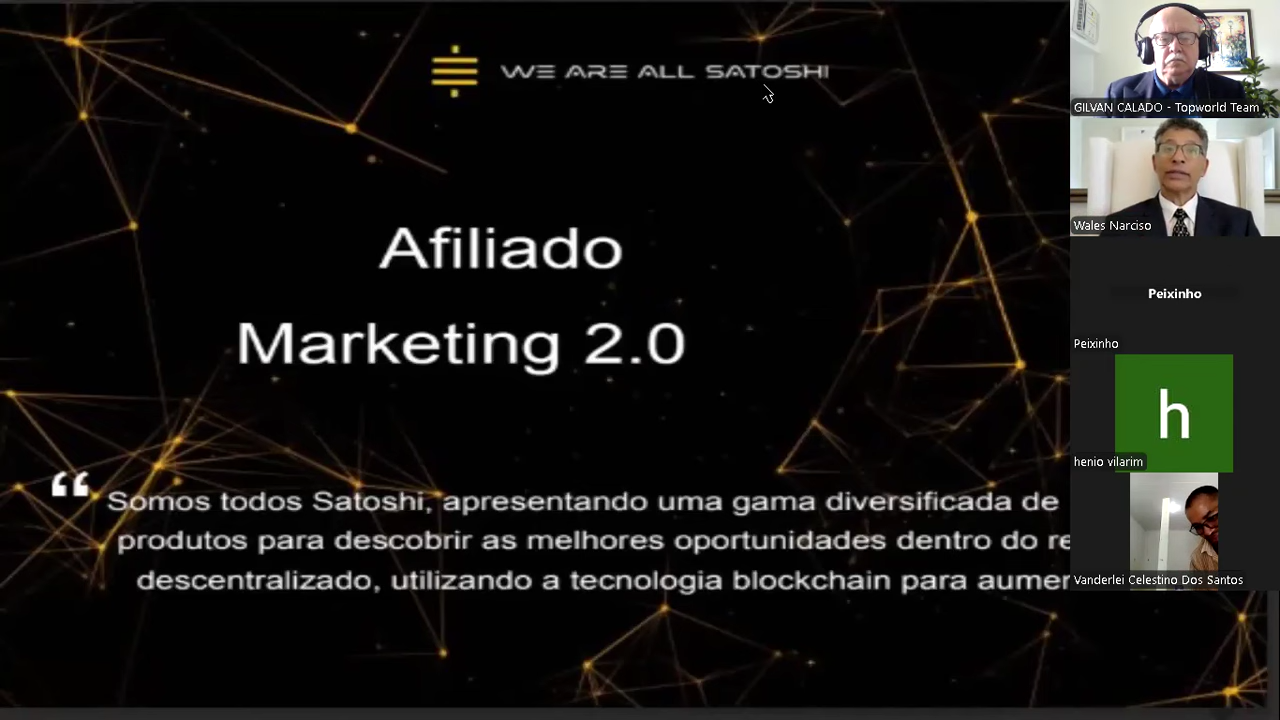 WE ARE ALL SATOSHI
Afiliado
Marketing 2.0
“
Somos todos Satoshi, apresentando uma gama diversificada de
produtos para descobrir as melhores oportunidades dentro do re
descentralizado, utilizando a tecnologia blockchain para aumer
GILVAN CALADO - Topworld Team
Wales Narciso
Peixinho
Peixinho
h
henio vilarim
Vanderlei Celestino Dos Santos